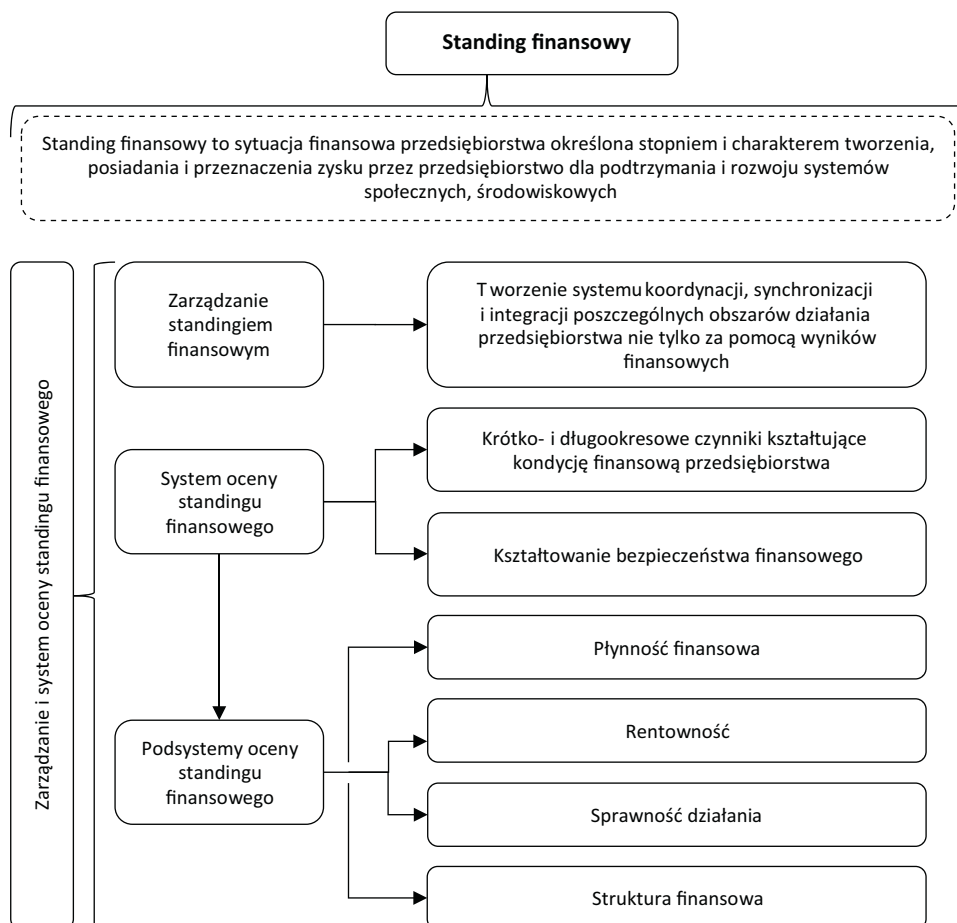 Standing finansowy
Standing finansowy to sytuacja finansowa przedsiębiorstwa określona stopniem i charakterem tworzenia,
posiadania i przeznaczenia zysku przez przedsiębiorstwo dla podtrzymania i rozwoju systemów
społecznych, środowiskowych
Zarządzanie i system oceny standingu finansowego
Zarządzanie
standingiem
finansowym
T worzenie systemu koordynacji, synchronizacji
i integracji poszczególnych obszarów działania
przedsiębiorstwa nie tylko za pomocą wyników
finansowych
System oceny
standingu
finansowego
Krótko- i długookresowe czynniki kształtujące
kondycję finansową przedsiębiorstwa
Kształtowanie bezpieczeństwa finansowego
Podsystemy oceny
standingu
finansowego
Płynność finansowa
Rentowność
Sprawność działania
Struktura finansowa